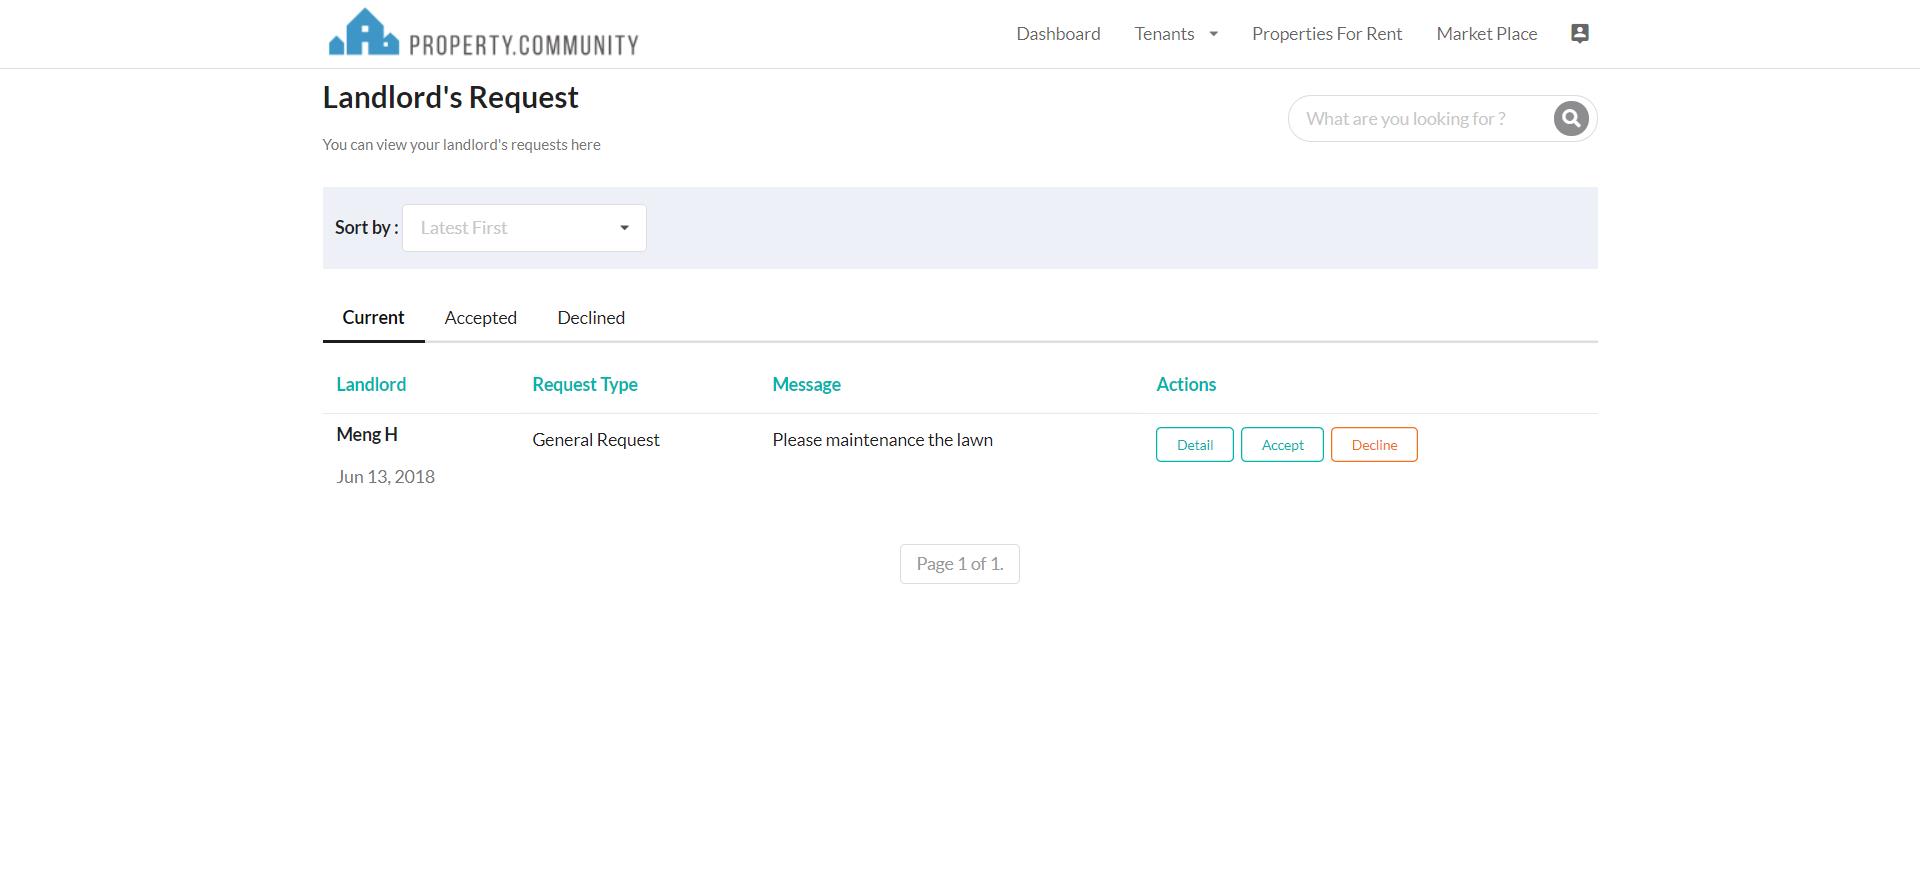 PROPERTY.COMMUNITY
Dashboard Tenants Properties For Rent Market Place
Landlord's Request
What are you looking for ?
You can view your landlord's requests here
Sort by : Latest First
Current Accepted Declined
Landlord Request Type Message Actions
Meng H General Request Please maintenance the lawn Detail Accept Decline
Jun 13, 2018
Page 1 of 1.